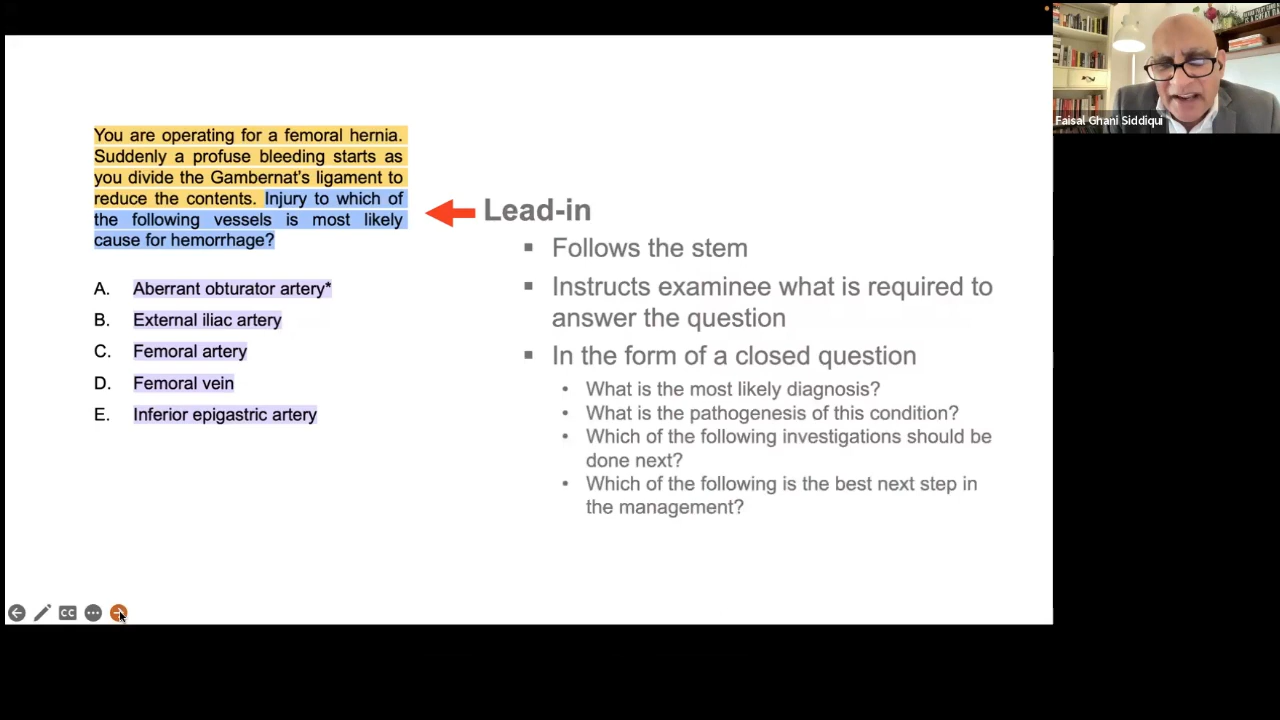 You are operating for a femoral hernia.
Suddenly a profuse bleeding starts as
you divide the Gambernat's ligament to
reduce the contents. Injury to which of
the following vessels is most likely
cause for hemorrhage?
A. Aberrant obturator artery*
B. External iliac artery
C. Femoral artery
D. Femoral vein
E. Inferior epigastric artery
Lead-in
▪ Follows the stem
▪ Instructs examinee what is required to
answer the question
▪ In the form of a closed question
• What is the most likely diagnosis?
• What is the pathogenesis of this condition?
• Which of the following investigations should be
done next?
• Which of the following is the best next step in
the management?
CC
Faisal Ghani Siddiqui